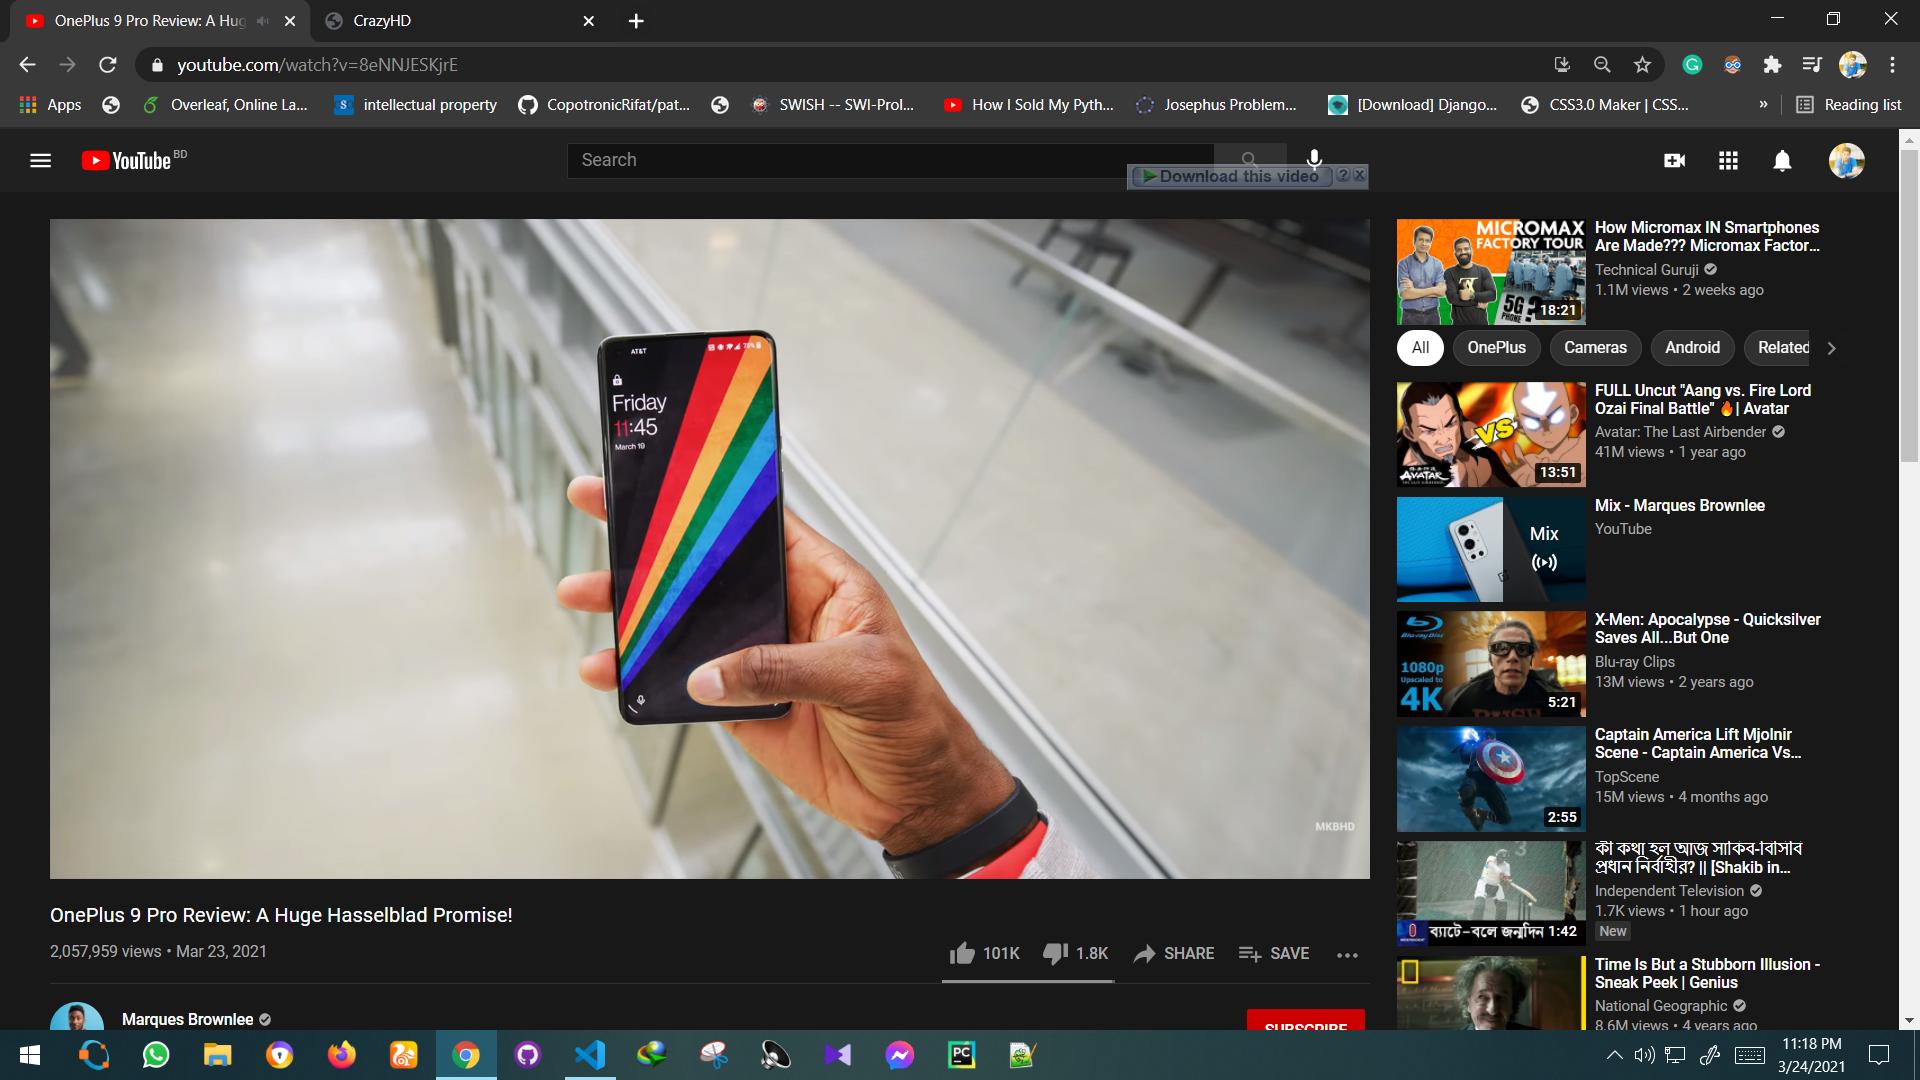 OnePlus 9 Pro Review: A Hug
CrazyHD
youtube.com/watch?v=8eNNJESKjrE
Apps
Overleaf, Online La...
intellectual property
CopotronicRifat/pat...
SWISH -- SWI-Prol...
How I Sold My Pyth...
Josephus Problem...
[Download] Django...
CSS3.0 Maker | CSS...
»
Reading list
YouTube BD
Search
Download this video
AT&T
75%
Friday
11:45
March 19
MKBHD
OnePlus 9 Pro Review: A Huge Hasselblad Promise!
2,057,959 views • Mar 23, 2021
101K
1.8K
SHARE
SAVE
Marques Brownlee
SUBSCRIBE
MICROMAX
FACTORY TOUR
5G ?
PHONE
18:21
How Micromax IN Smartphones
Are Made??? Micromax Factor...
Technical Guruji
1.1M views • 2 weeks ago
All
OnePlus
Cameras
Android
Related
VS
AVATAR
13:51
FULL Uncut "Aang vs. Fire Lord
Ozai Final Battle" 🔥| Avatar
Avatar: The Last Airbender
41M views • 1 year ago
Mix
Mix - Marques Brownlee
YouTube
Blu-ray Disc
1080p
Upscaled to
4K
5:21
X-Men: Apocalypse - Quicksilver
Saves All...But One
Blu-ray Clips
13M views • 2 years ago
2:55
Captain America Lift Mjolnir
Scene - Captain America Vs...
TopScene
15M views • 4 months ago
ব্যাটে-বলে জন্মদিন 1:42
কী কথা হল আজ সাকিব-বিসিবি
প্রধান নির্বাহীর? || [Shakib in...
Independent Television
1.7K views • 1 hour ago
New
Time Is But a Stubborn Illusion -
Sneak Peek | Genius
National Geographic
8.6M views • 4 years ago
11:18 PM
3/24/2021